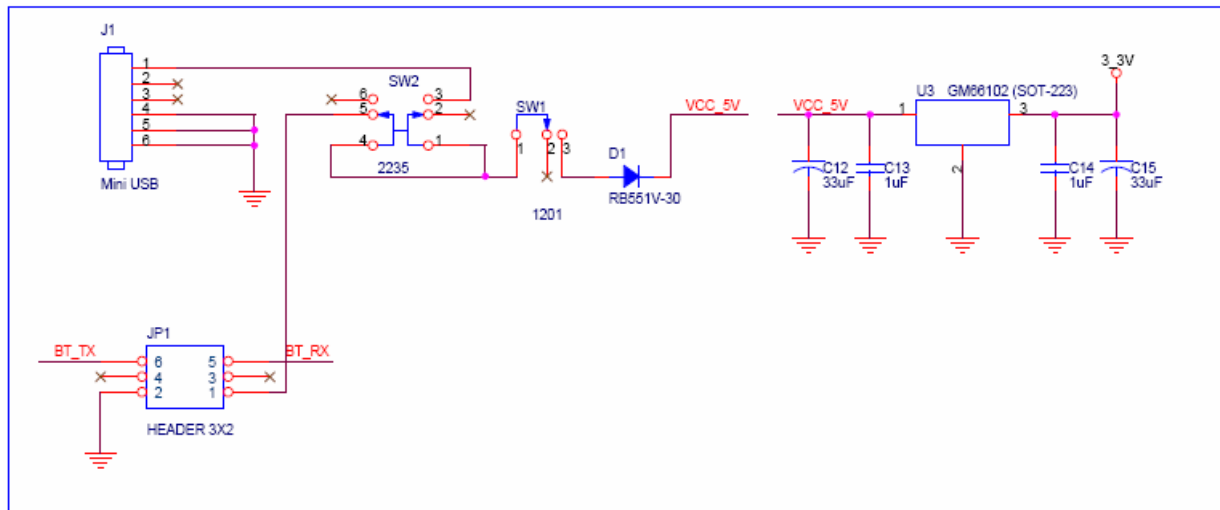 J1
1
2
3
4
5
6
Mini USB
SW2
6
5
4
3
2
1
2235
SW1
1
2
3
1201
D1
RB551V-30
VCC_5V
VCC_5V
3_3V
U3 GM66102 (SOT-223)
1
3
2
C12
33uF
C13
1uF
C14
1uF
C15
33uF
JP1
BT_TX
BT_RX
6 5
4 3
2 1
HEADER 3X2